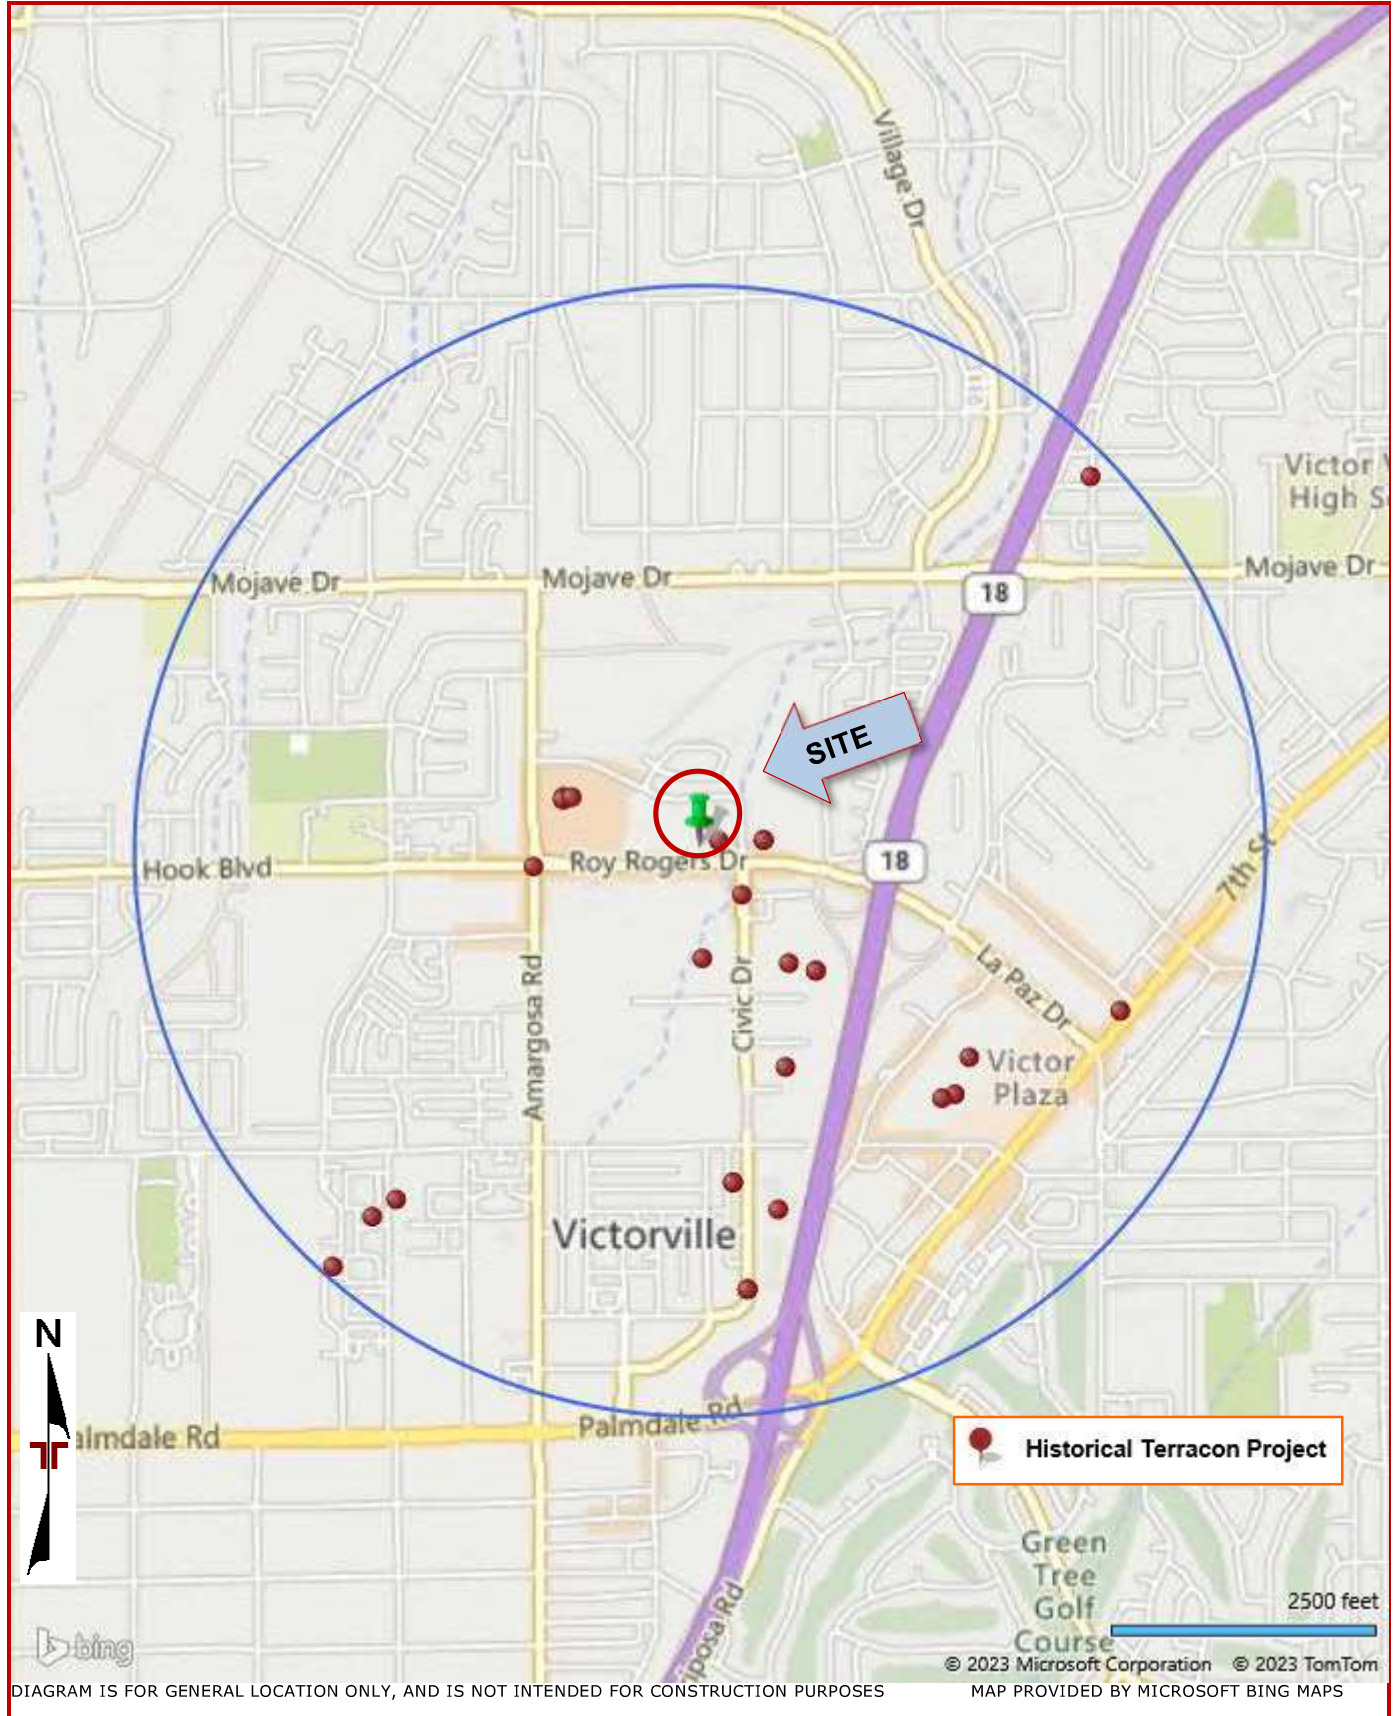 Village Dr
Victor
High S
Mojave Dr
Mojave Dr
Mojave Dr
18
SITE
Hook Blvd
Roy Rogers Dr
18
7th St
La Paz Dr
Amargosa Rd
Civic Dr
Victor
Plaza
Victorville
N
almdale Rd
Palmdale Rd
Historical Terracon Project
Green
Tree
Golf
Course
2500 feet
iposa Rd
bing
© 2023 Microsoft Corporation © 2023 TomTom
DIAGRAM IS FOR GENERAL LOCATION ONLY, AND IS NOT INTENDED FOR CONSTRUCTION PURPOSES
MAP PROVIDED BY MICROSOFT BING MAPS